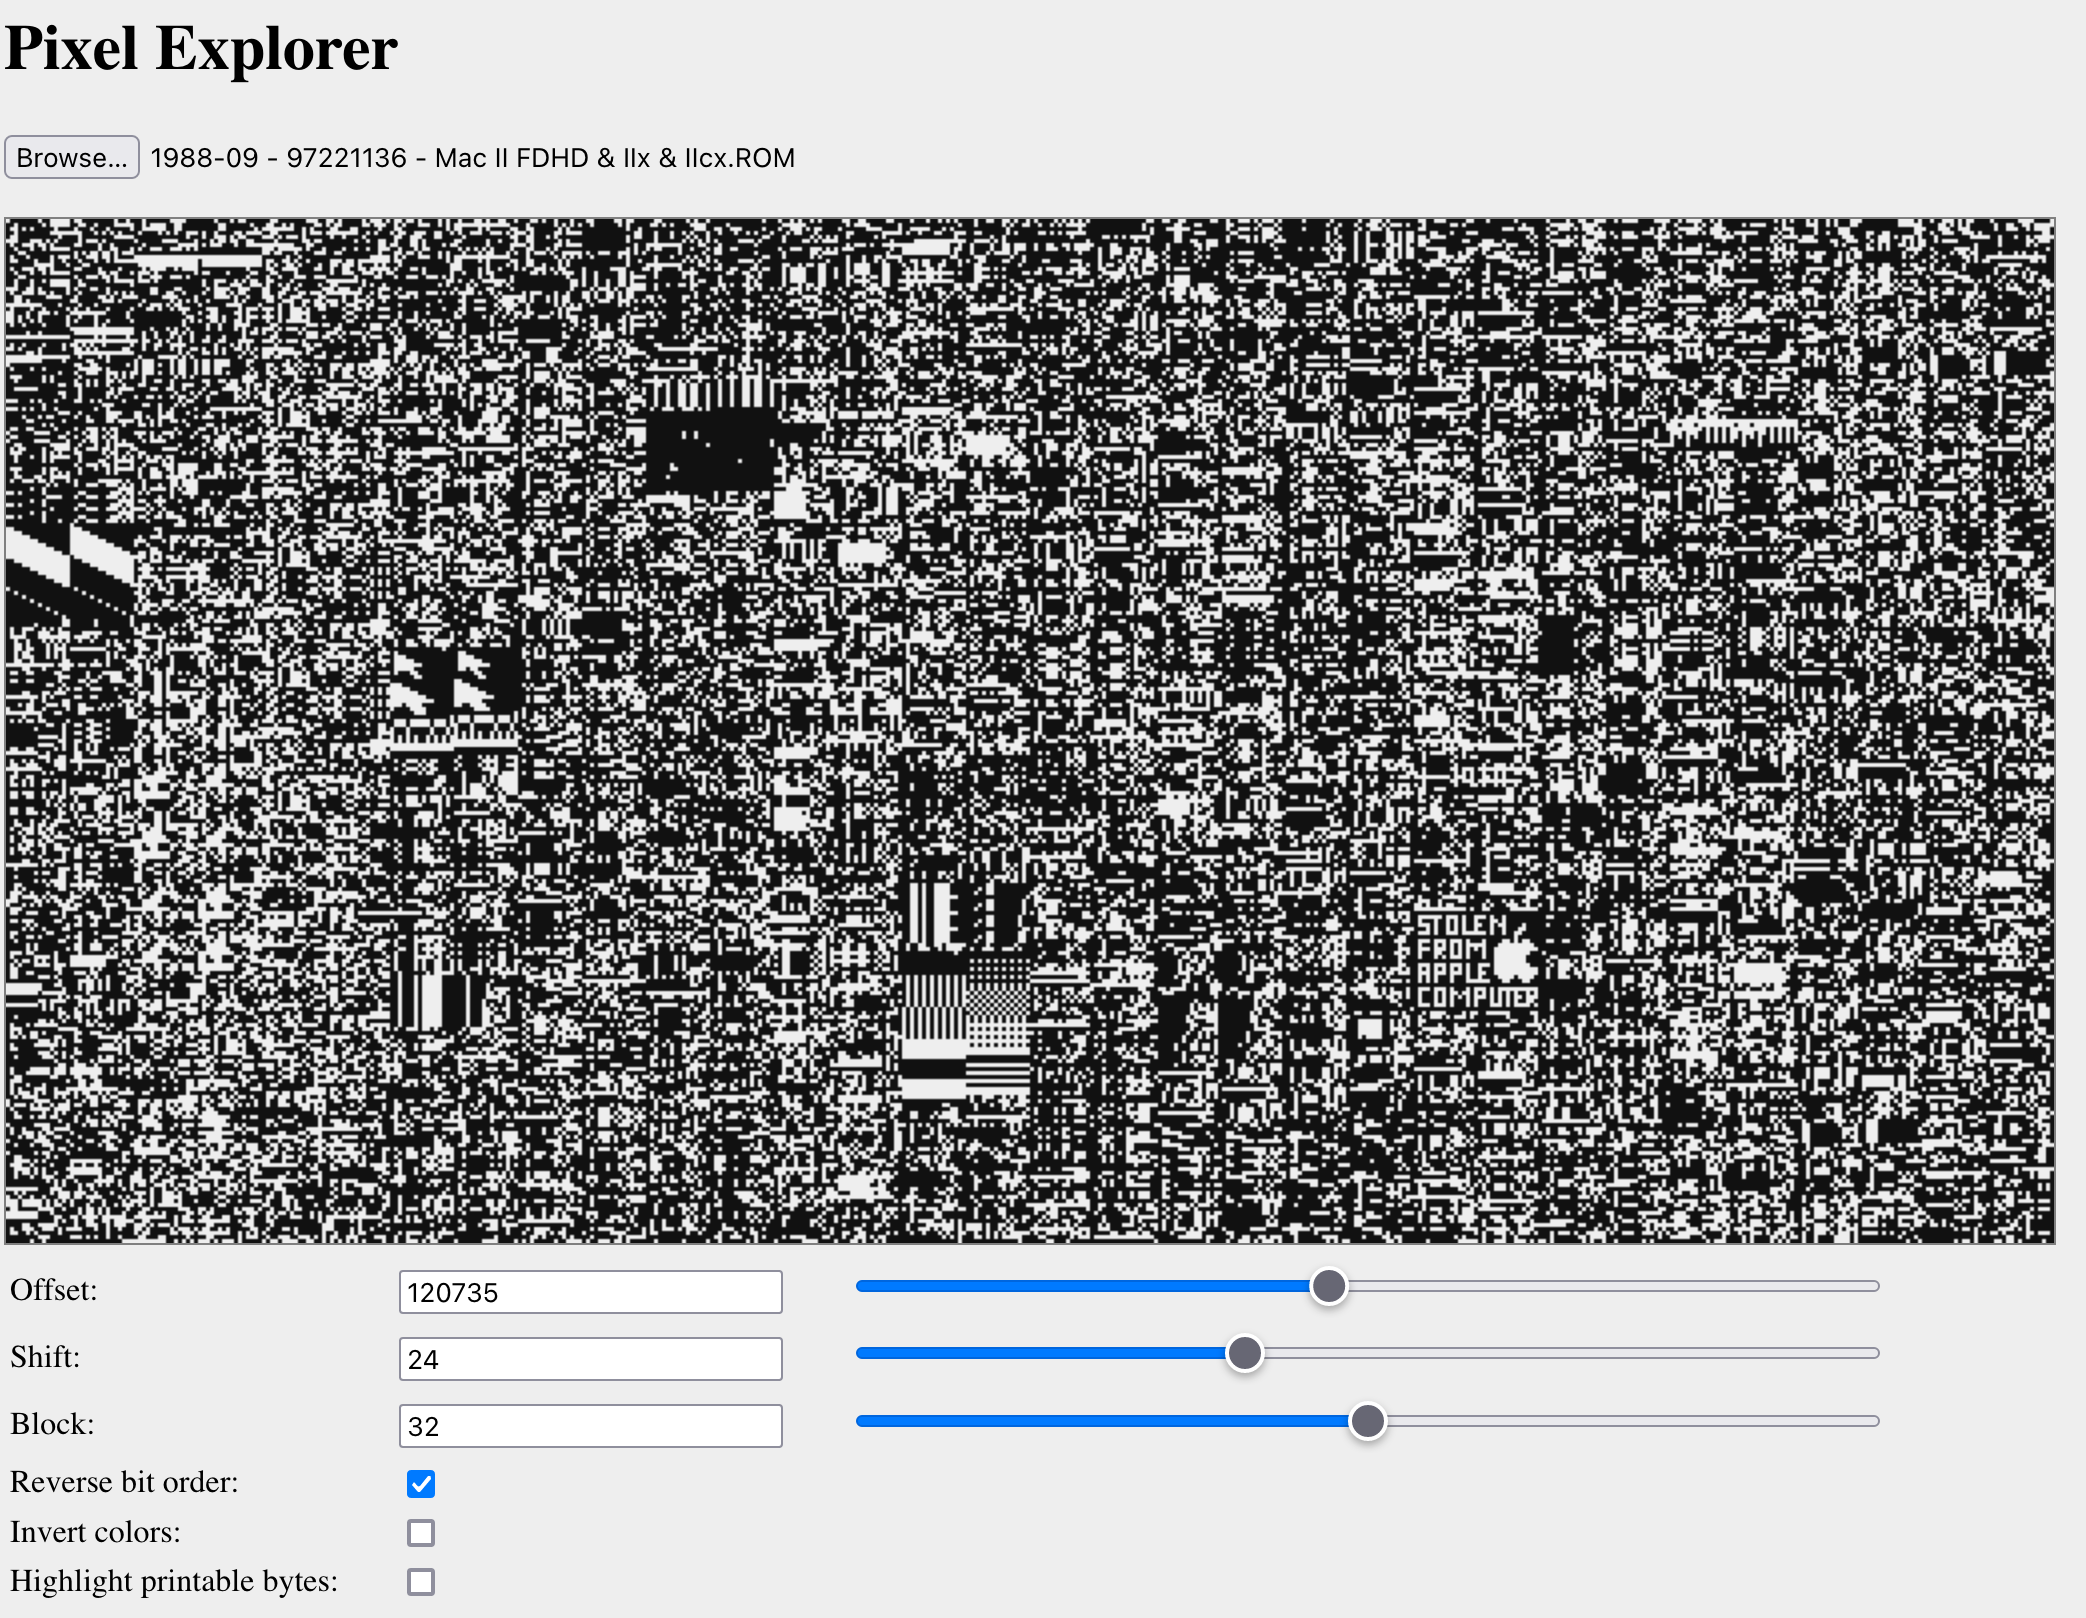 Pixel Explorer
Browse... 1988-09 - 97221136 - Mac II FDHD & IIx & IIcx.ROM
STOLEN
FROM
APPLE
COMPUTER
Offset: 120735
Shift: 24
Block: 32
Reverse bit order:
Invert colors:
Highlight printable bytes: